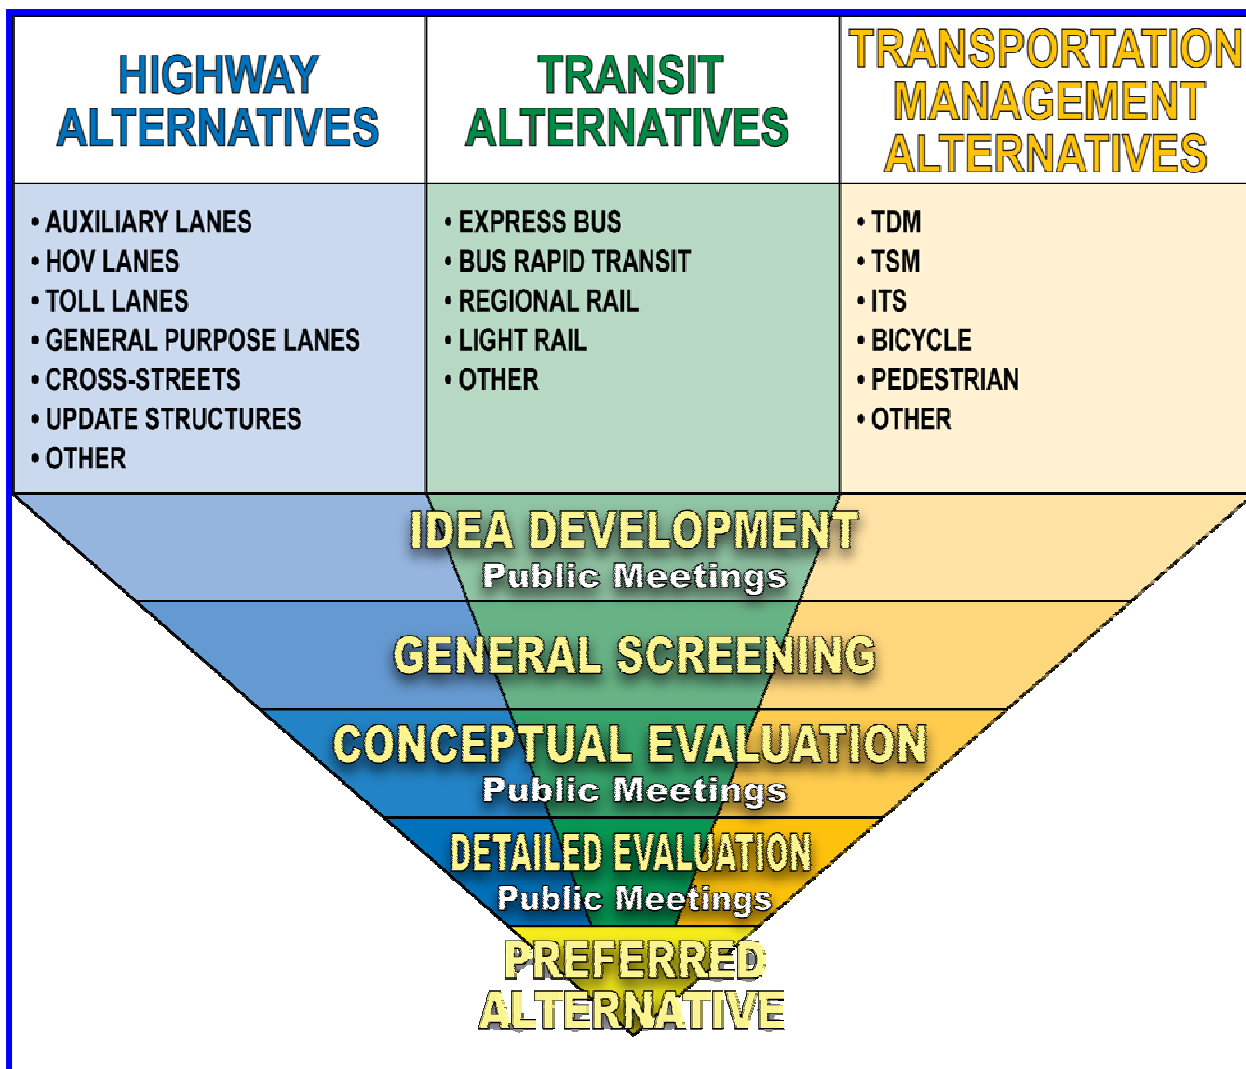 HIGHWAY
ALTERNATIVES
TRANSIT
ALTERNATIVES
TRANSPORTATION
MANAGEMENT
ALTERNATIVES
• AUXILIARY LANES
• HOV LANES
• TOLL LANES
• GENERAL PURPOSE LANES
• CROSS-STREETS
• UPDATE STRUCTURES
• OTHER
• EXPRESS BUS
• BUS RAPID TRANSIT
• REGIONAL RAIL
• LIGHT RAIL
• OTHER
• TDM
• TSM
• ITS
• BICYCLE
• PEDESTRIAN
• OTHER
IDEA DEVELOPMENT
Public Meetings
GENERAL SCREENING
CONCEPTUAL EVALUATION
Public Meetings
DETAILED EVALUATION
Public Meetings
PREFERRED
ALTERNATIVE